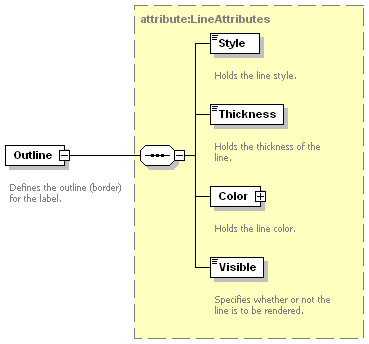 attribute:LineAttributes
Style
Holds the line style.
Thickness
Holds the thickness of the
line.
Outline
Defines the outline (border)
for the label.
Color
Holds the line color.
Visible
Specifies whether or not the
line is to be rendered.